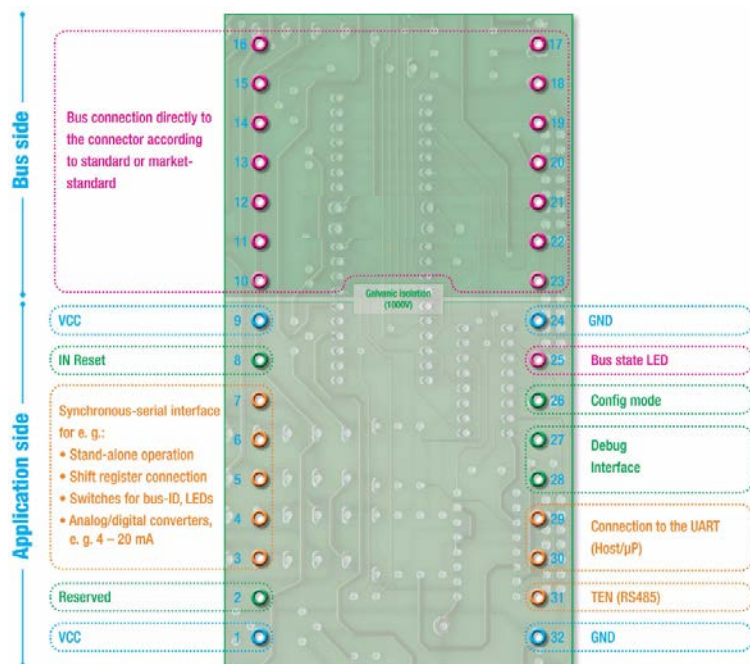 Bus side
Application side
16
17
15
18
Bus connection directly to
the connector according
to standard or market-
standard
14
19
13
20
12
21
11
22
10
23
Galvanic isolation
(1000V)
VCC
9
24
GND
IN Reset
8
25
Bus state LED
Synchronous-serial interface
for e. g.:
• Stand-alone operation
• Shift register connection
• Switches for bus-ID, LEDs
• Analog/digital converters,
e. g. 4 – 20 mA
7
6
5
4
3
26
Config mode
27
28
Debug
Interface
29
30
Connection to the UART
(Host/µP)
Reserved
2
31
TEN (RS485)
VCC
1
32
GND